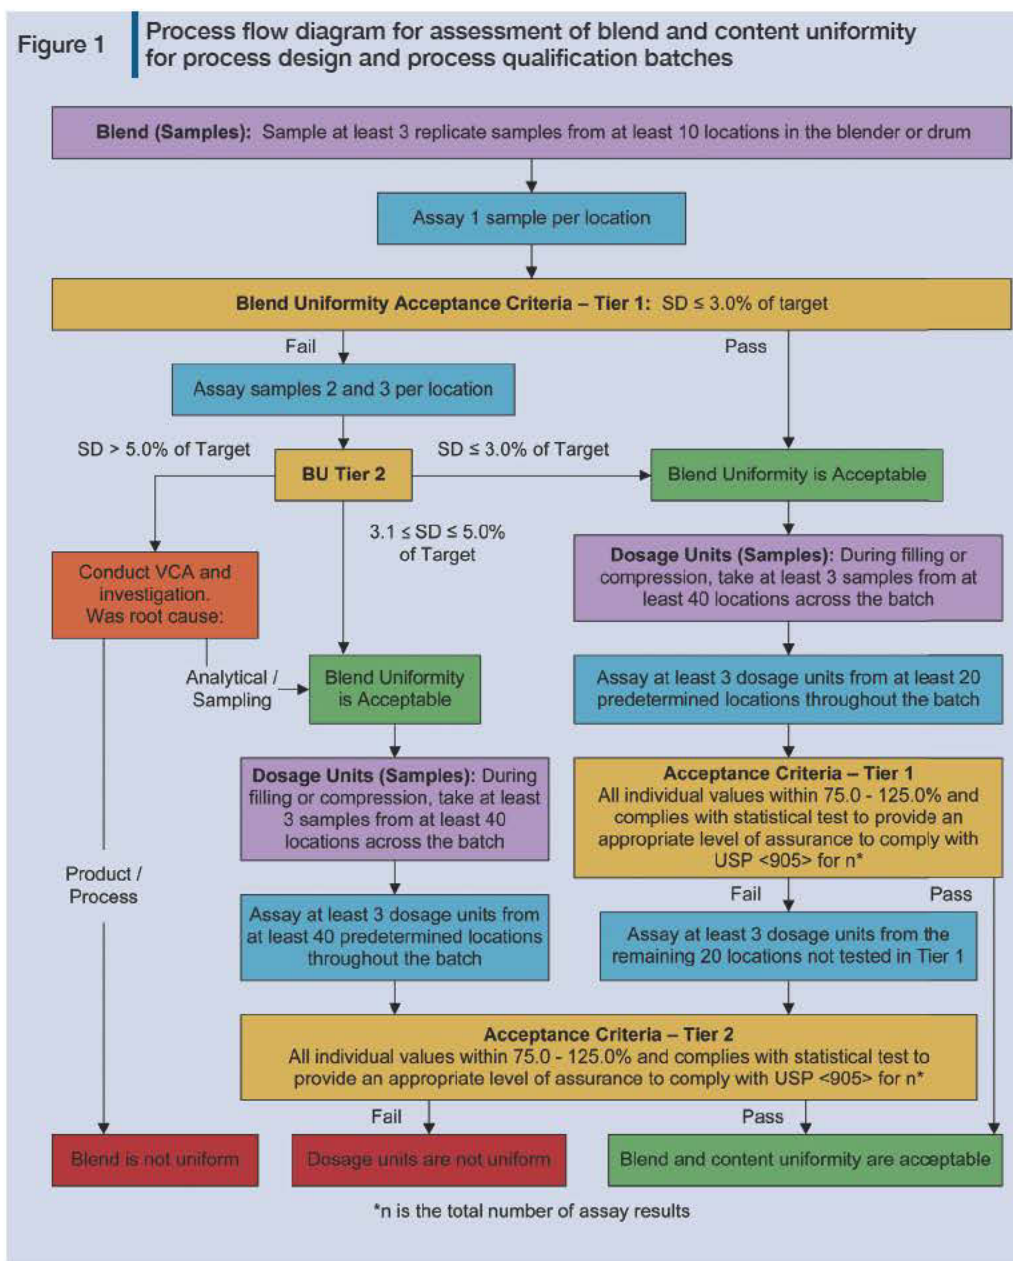 Figure 1
Process flow diagram for assessment of blend and content uniformity
for process design and process qualification batches
Blend (Samples): Sample at least 3 replicate samples from at least 10 locations in the blender or drum
Assay 1 sample per location
Blend Uniformity Acceptance Criteria – Tier 1: SD ≤ 3.0% of target
Fail
Pass
Assay samples 2 and 3 per location
SD > 5.0% of Target
BU Tier 2
SD ≤ 3.0% of Target
Blend Uniformity is Acceptable
3.1 ≤ SD ≤ 5.0%
of Target
Conduct VCA and
investigation.
Was root cause:
Dosage Units (Samples): During filling or
compression, take at least 3 samples from at
least 40 locations across the batch
Analytical /
Sampling
Blend Uniformity
is Acceptable
Assay at least 3 dosage units from at least 20
predetermined locations throughout the batch
Dosage Units (Samples): During
filling or compression, take at least
3 samples from at least 40
locations across the batch
Acceptance Criteria – Tier 1
All individual values within 75.0 - 125.0% and
complies with statistical test to provide an
appropriate level of assurance to comply with
USP <905> for n*
Product /
Process
Fail
Pass
Assay at least 3 dosage units from
at least 40 predetermined locations
throughout the batch
Assay at least 3 dosage units from the
remaining 20 locations not tested in Tier 1
Acceptance Criteria – Tier 2
All individual values within 75.0 - 125.0% and complies with statistical test to
provide an appropriate level of assurance to comply with USP <905> for n*
Fail
Pass
Blend is not uniform
Dosage units are not uniform
Blend and content uniformity are acceptable
*n is the total number of assay results